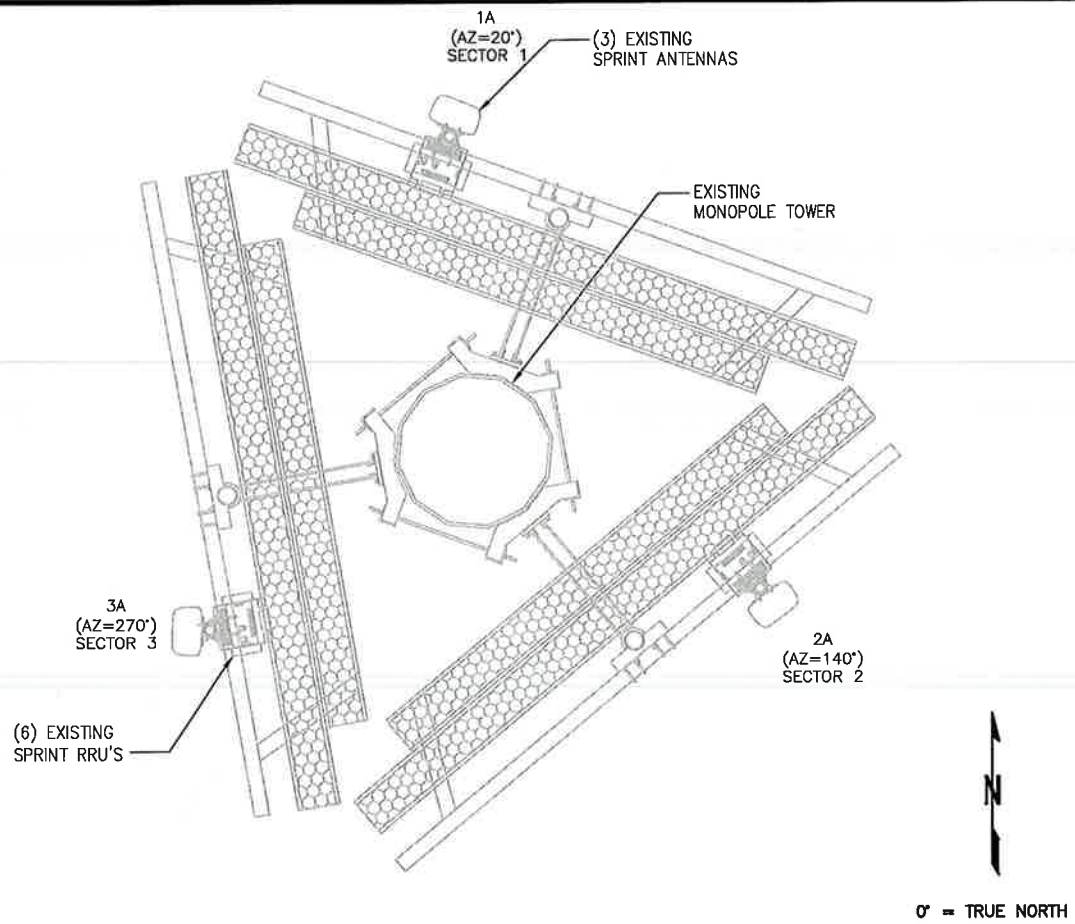 1A
(AZ=20°)
SECTOR 1
(3) EXISTING
SPRINT ANTENNAS
EXISTING
MONOPOLE TOWER
3A
(AZ=270°)
SECTOR 3
2A
(AZ=140°)
SECTOR 2
(6) EXISTING
SPRINT RRU'S
N
0° = TRUE NORTH